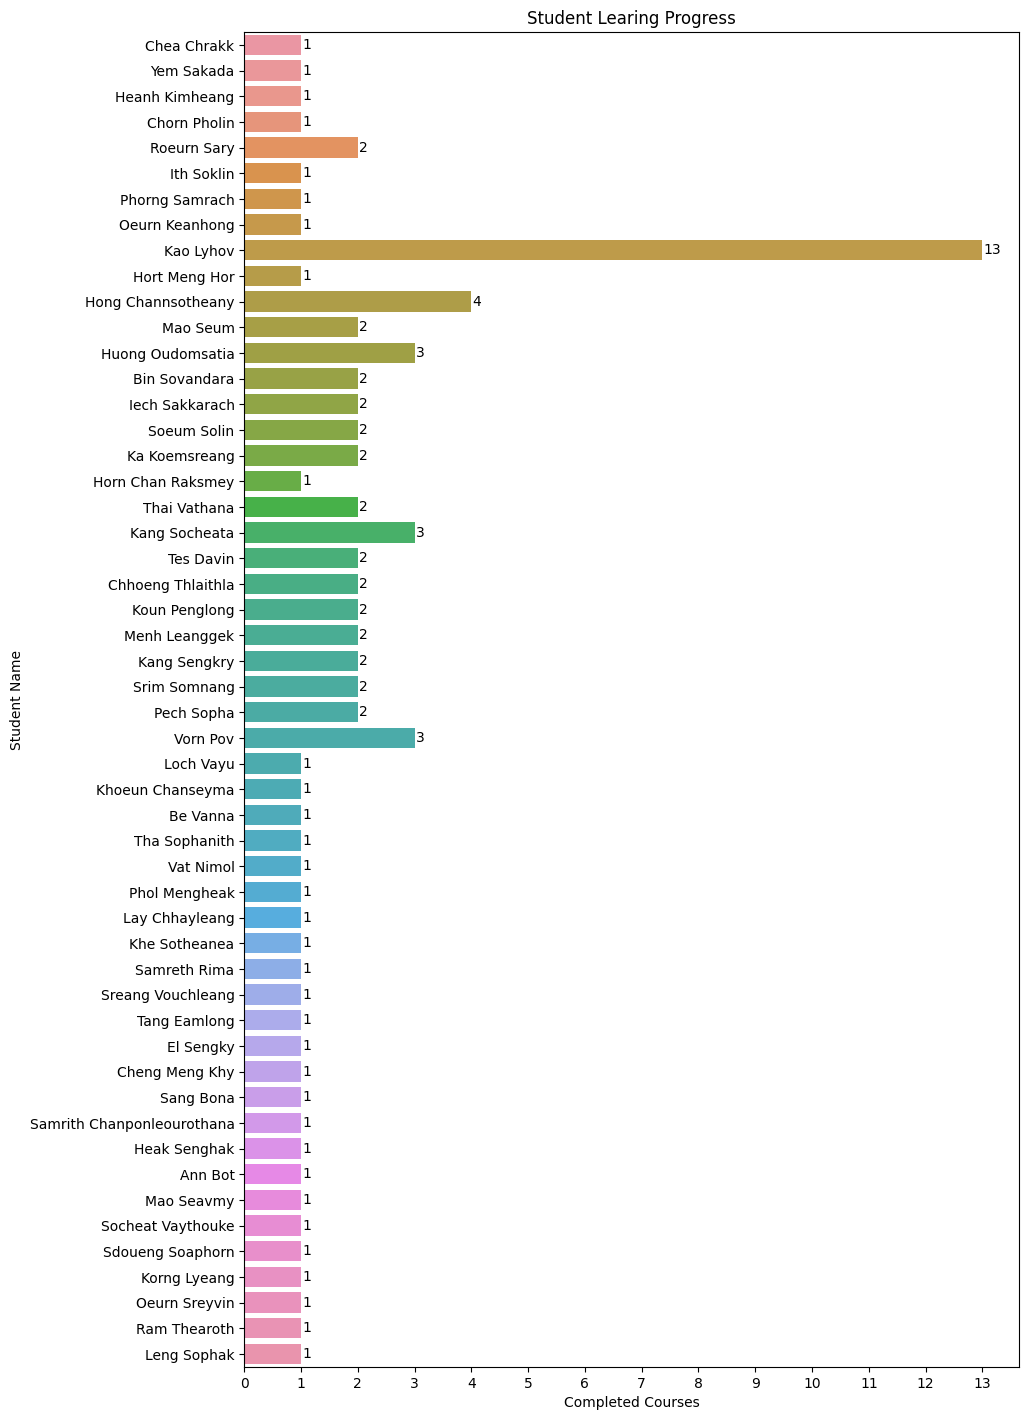 Student Learing Progress
Chea Chrakk 1
Yem Sakada 1
Heanh Kimheang 1
Chorn Pholin 1
Roeurn Sary 2
Ith Soklin 1
Phorng Samrach 1
Oeurn Keanhong 1
Kao Lyhov 13
Hort Meng Hor 1
Hong Channsotheany 4
Mao Seum 2
Huong Oudomsatia 3
Bin Sovandara 2
Iech Sakkarach 2
Soeum Solin 2
Ka Koemsreang 2
Horn Chan Raksmey 1
Thai Vathana 2
Kang Socheata 3
Tes Davin 2
Chhoeng Thlaithla 2
Koun Penglong 2
Menh Leanggek 2
Kang Sengkry 2
Srim Somnang 2
Pech Sopha 2
Vorn Pov 3
Loch Vayu 1
Khoeun Chanseyma 1
Be Vanna 1
Tha Sophanith 1
Vat Nimol 1
Phol Mengheak 1
Lay Chhayleang 1
Khe Sotheanea 1
Samreth Rima 1
Sreang Vouchleang 1
Tang Eamlong 1
El Sengky 1
Cheng Meng Khy 1
Sang Bona 1
Samrith Chanponleourothana 1
Heak Senghak 1
Ann Bot 1
Mao Seavmy 1
Socheat Vaythouke 1
Sdoueng Soaphorn 1
Korng Lyeang 1
Oeurn Sreyvin 1
Ram Thearoth 1
Leng Sophak 1
Student Name
0 1 2 3 4 5 6 7 8 9 10 11 12 13
Completed Courses